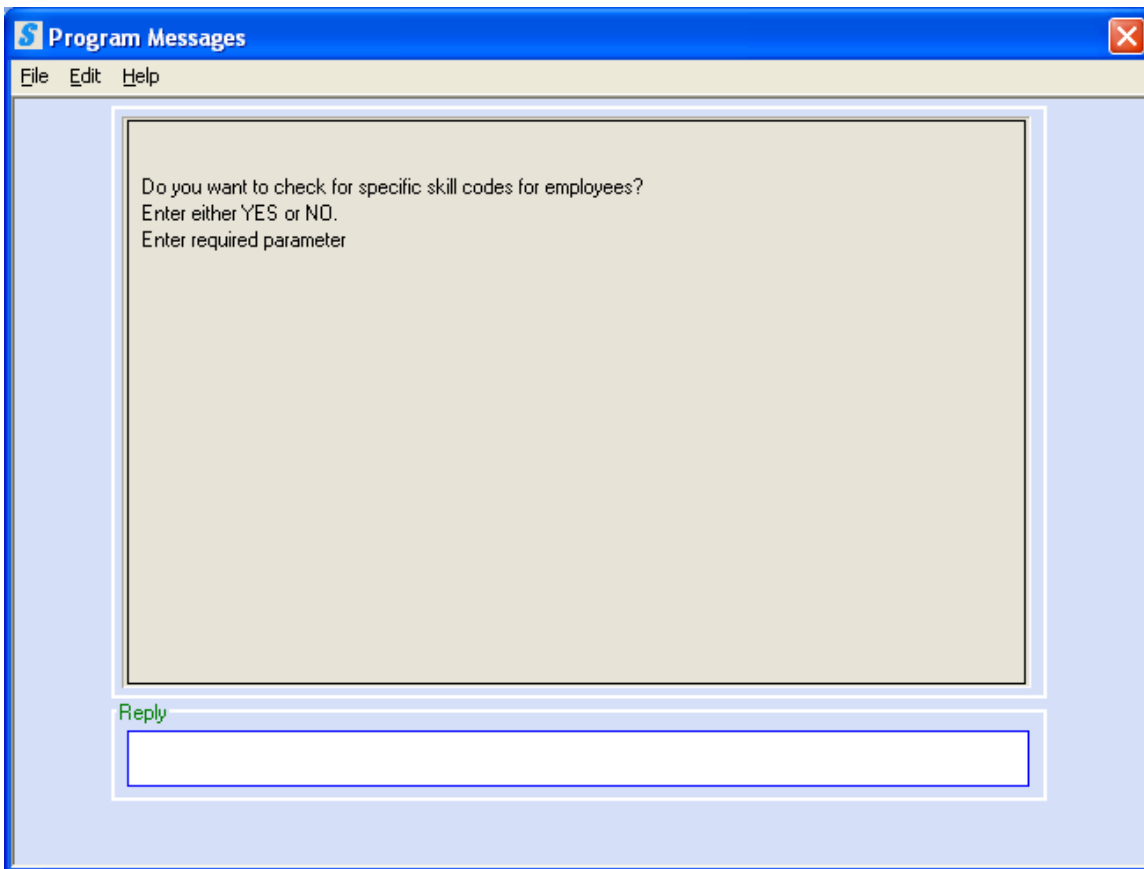 S Program Messages
File Edit Help
Do you want to check for specific skill codes for employees?
Enter either YES or NO.
Enter required parameter
Reply